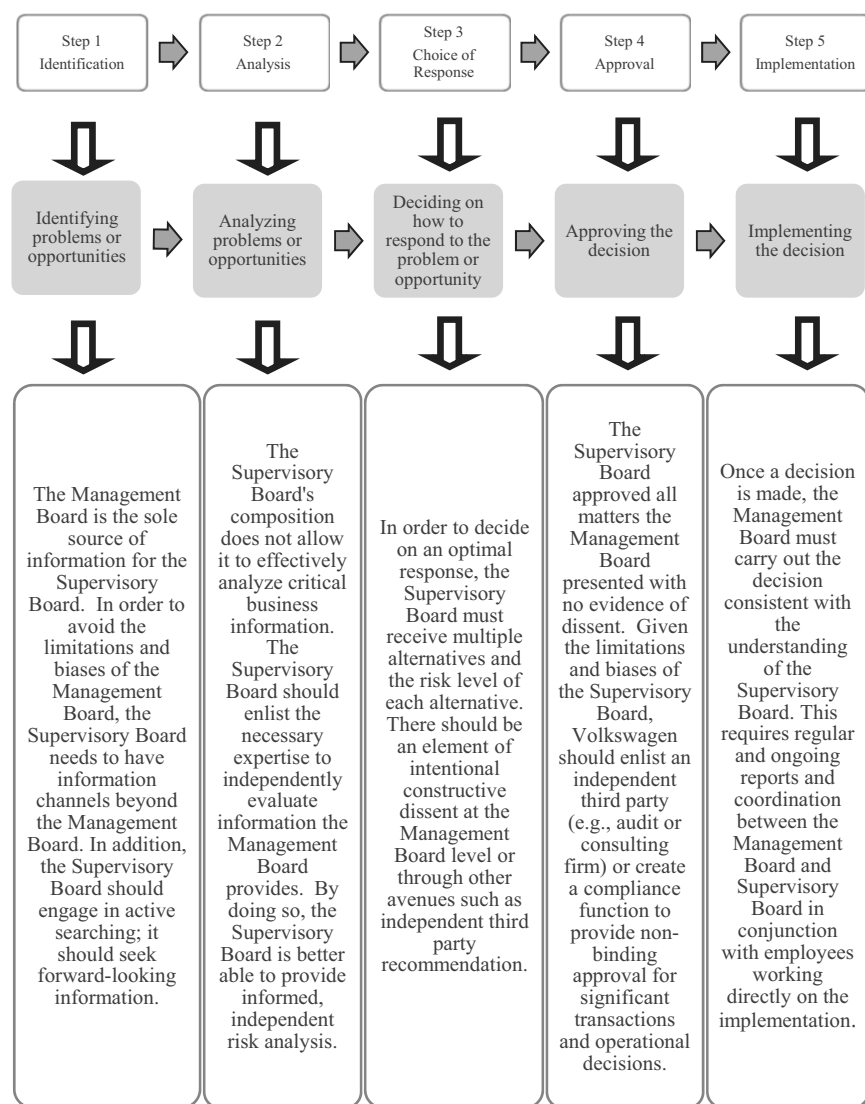 Step 1
Identification
Step 2
Analysis
Step 3
Choice of
Response
Step 4
Approval
Step 5
Implementation
Identifying
problems or
opportunities
Analyzing
problems or
opportunities
Deciding on
how to
respond to the
problem or
opportunity
Approving the
decision
Implementing
the decision
The Management
Board is the sole
source of
information for the
Supervisory
Board.  In order to
avoid the
limitations and
biases of the
Management
Board, the
Supervisory Board
needs to have
information
channels beyond
the Management
Board. In addition,
the Supervisory
Board should
engage in active
searching; it
should seek
forward-looking
information.
The
Supervisory
Board's
composition
does not allow
it to effectively
analyze critical
business
information.
The
Supervisory
Board should
enlist the
necessary
expertise to
independently
evaluate
information the
Management
Board
provides.  By
doing so, the
Supervisory
Board is better
able to provide
informed,
independent
risk analysis.
In order to decide
on an optimal
response, the
Supervisory
Board must
receive multiple
alternatives and
the risk level of
each alternative.
There should be
an element of
intentional
constructive
dissent at the
Management
Board level or
through other
avenues such as
independent third
party
recommendation.
The
Supervisory
Board
approved all
matters the
Management
Board
presented with
no evidence of
dissent.  Given
the limitations
and biases of
the Supervisory
Board,
Volkswagen
should enlist an
independent
third party
(e.g., audit or
consulting
firm) or create
a compliance
function to
provide non-
binding
approval for
significant
transactions
and operational
decisions.
Once a decision
is made, the
Management
Board must
carry out the
decision
consistent with
the
understanding
of the
Supervisory
Board. This
requires regular
and ongoing
reports and
coordination
between the
Management
Board and
Supervisory
Board in
conjunction
with employees
working
directly on the
implementation.